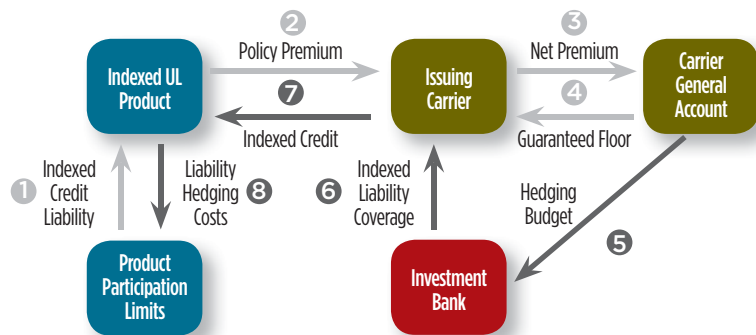 2
Policy Premium
3
Net Premium
Indexed UL
Product
Issuing
Carrier
Carrier
General
Account
7
Indexed Credit
4
Guaranteed Floor
1
Indexed
Credit
Liability
Liability
Hedging
Costs
8
6
Indexed
Liability
Coverage
Hedging
Budget
5
Product
Participation
Limits
Investment
Bank